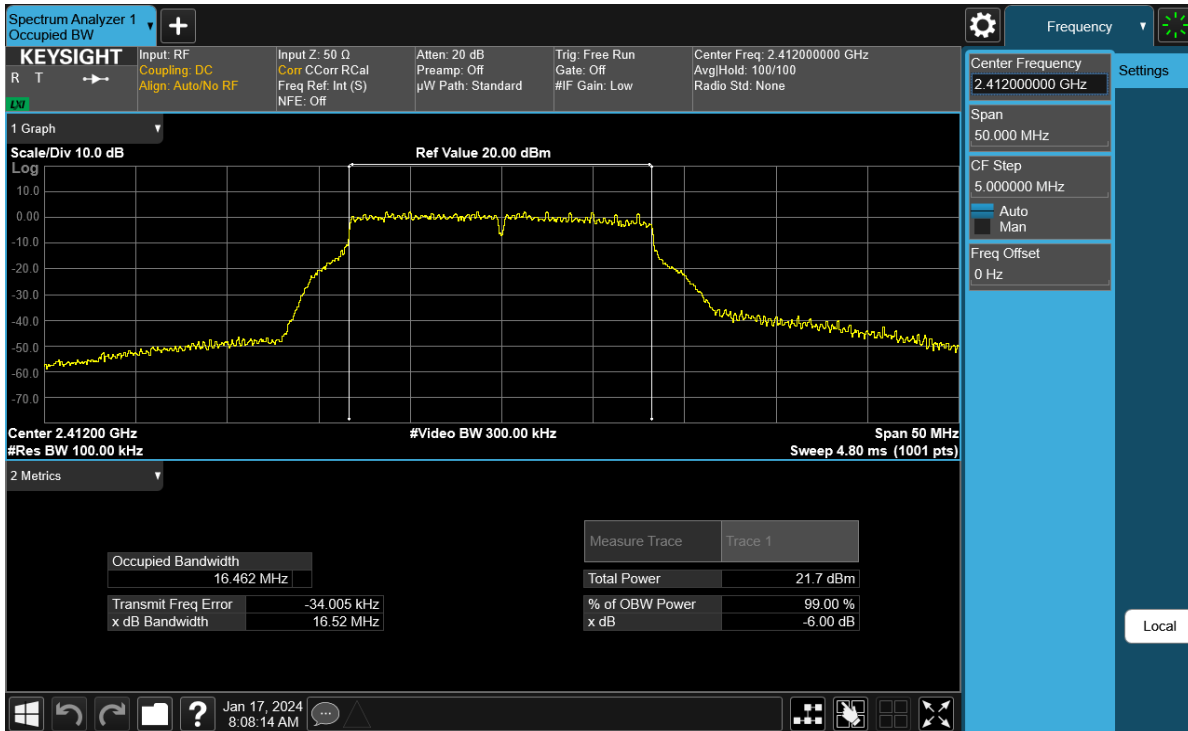 Spectrum Analyzer 1
Occupied BW
+
Frequency
KEYSIGHT
R T
LXI
Input: RF
Coupling: DC
Align: Auto/No RF
Input Z: 50 Ω
Corr CCorr RCal
Freq Ref: Int (S)
NFE: Off
Atten: 20 dB
Preamp: Off
µW Path: Standard
Trig: Free Run
Gate: Off
#IF Gain: Low
Center Freq: 2.412000000 GHz
Avg|Hold: 100/100
Radio Std: None
Center Frequency
2.412000000 GHz
Settings
Span
50.000 MHz
CF Step
5.000000 MHz
Auto
Man
Freq Offset
0 Hz
Local
1 Graph
Scale/Div 10.0 dB
Ref Value 20.00 dBm
Log
10.0
0.00
-10.0
-20.0
-30.0
-40.0
-50.0
-60.0
-70.0
Center 2.41200 GHz
#Video BW 300.00 kHz
Span 50 MHz
#Res BW 100.00 kHz
Sweep 4.80 ms (1001 pts)
2 Metrics
Measure Trace
Trace 1
Occupied Bandwidth
16.462 MHz
Total Power
21.7 dBm
Transmit Freq Error
-34.005 kHz
% of OBW Power
99.00 %
x dB Bandwidth
16.52 MHz
x dB
-6.00 dB
?
Jan 17, 2024
8:08:14 AM